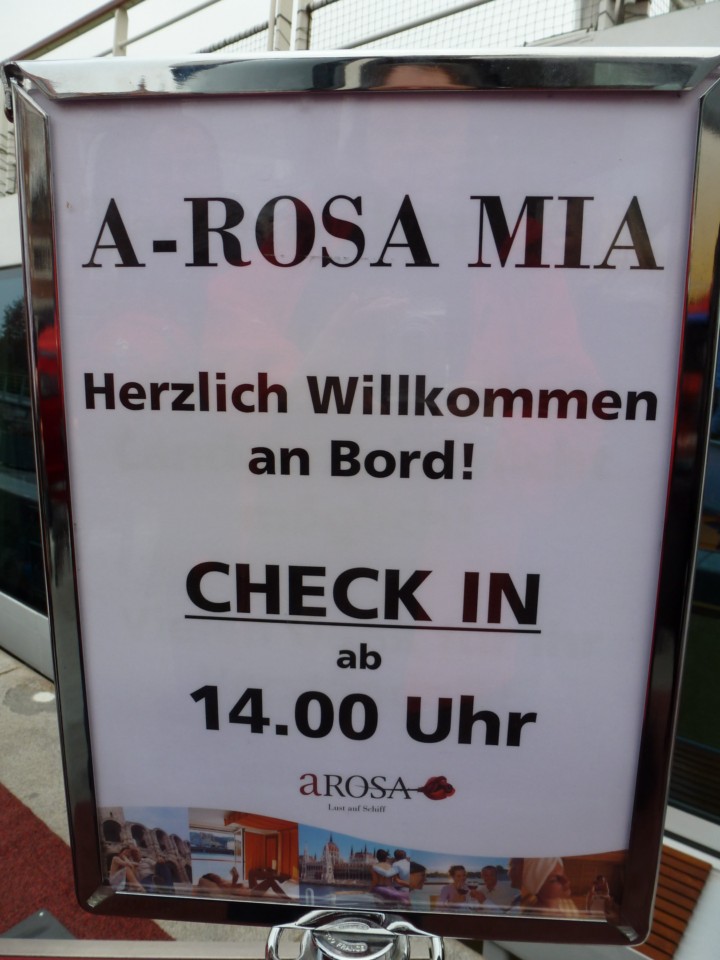 A-ROSA MIA
Herzlich Willkommen
an Bord!
CHECK IN
ab
14.00 Uhr
aROSA
Lust auf Schiff